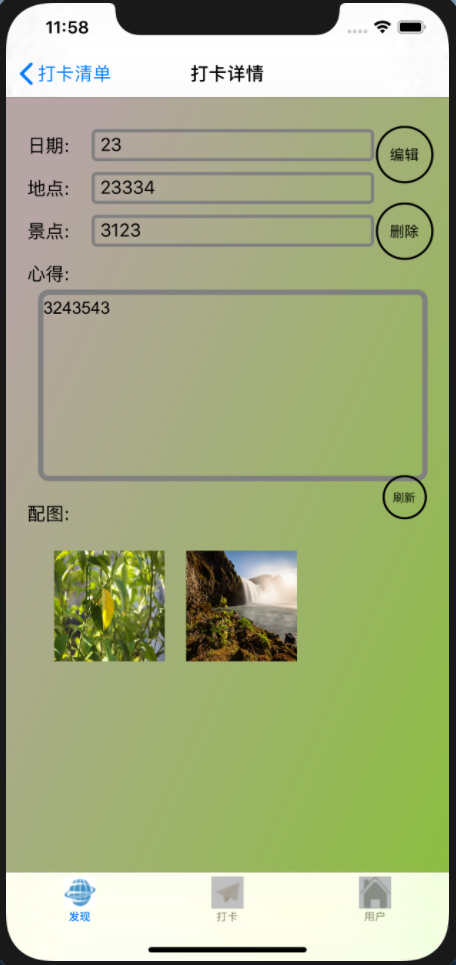 11:58
打卡清单 打卡详情
日期: 23 编辑
地点: 23334
景点: 3123 删除
心得:
3243543
刷新
配图:
发现 打卡 用户